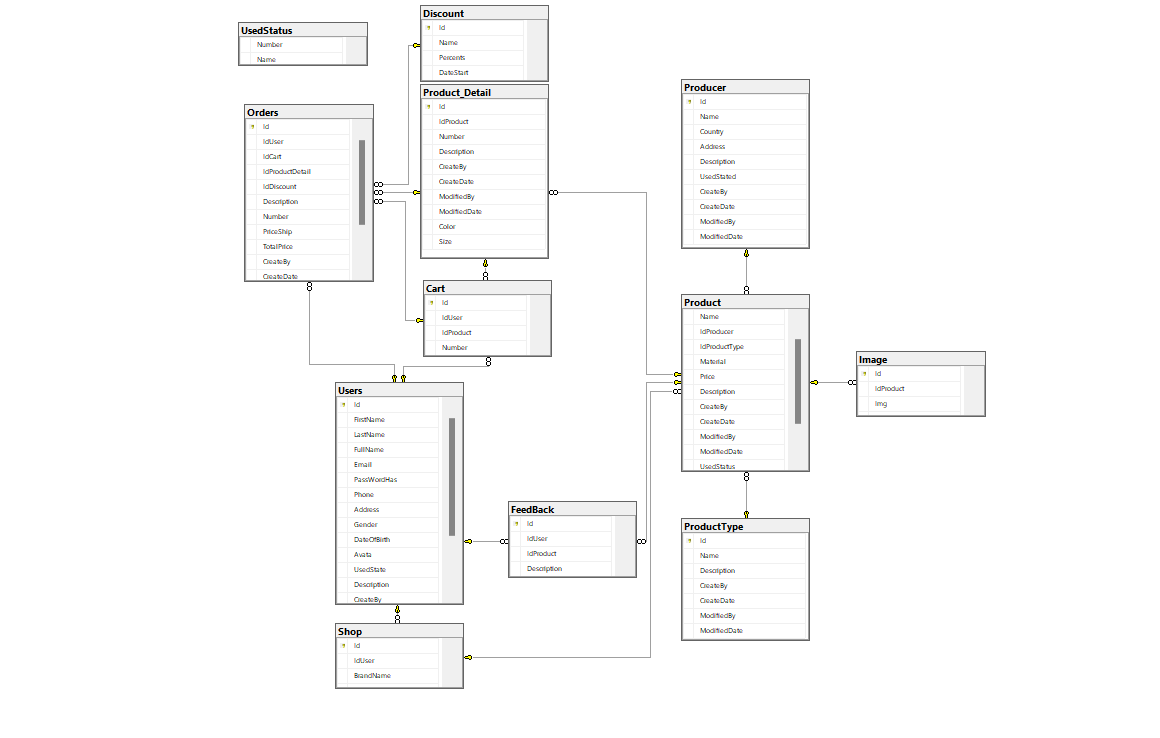 UsedStatus
Number
Name
Discount
Id
Name
Percents
DateStart
Product_Detail
Id
IdProduct
Number
Description
CreateBy
CreateDate
ModifiedBy
ModifiedDate
Color
Size
Orders
Id
IdUser
IdCart
IdProductDetail
IdDiscount
Description
Number
PriceShip
TotalPrice
CreateBy
CreateDate
Cart
Id
IdUser
IdProduct
Number
Users
Id
FirstName
LastName
FullName
Email
PassWordHas
Phone
Address
Gender
DateOfBirth
Avata
UsedState
Description
CreateBy
Shop
Id
IdUser
BrandName
FeedBack
Id
IdUser
IdProduct
Description
Producer
Id
Name
Country
Address
Description
UsedStated
CreateBy
CreateDate
ModifiedBy
ModifiedDate
Product
Name
IdProducer
IdProductType
Material
Price
Description
CreateBy
CreateDate
ModifiedBy
ModifiedDate
UsedStatus
ProductType
Id
Name
Description
CreateBy
CreateDate
ModifiedBy
ModifiedDate
Image
Id
IdProduct
Img